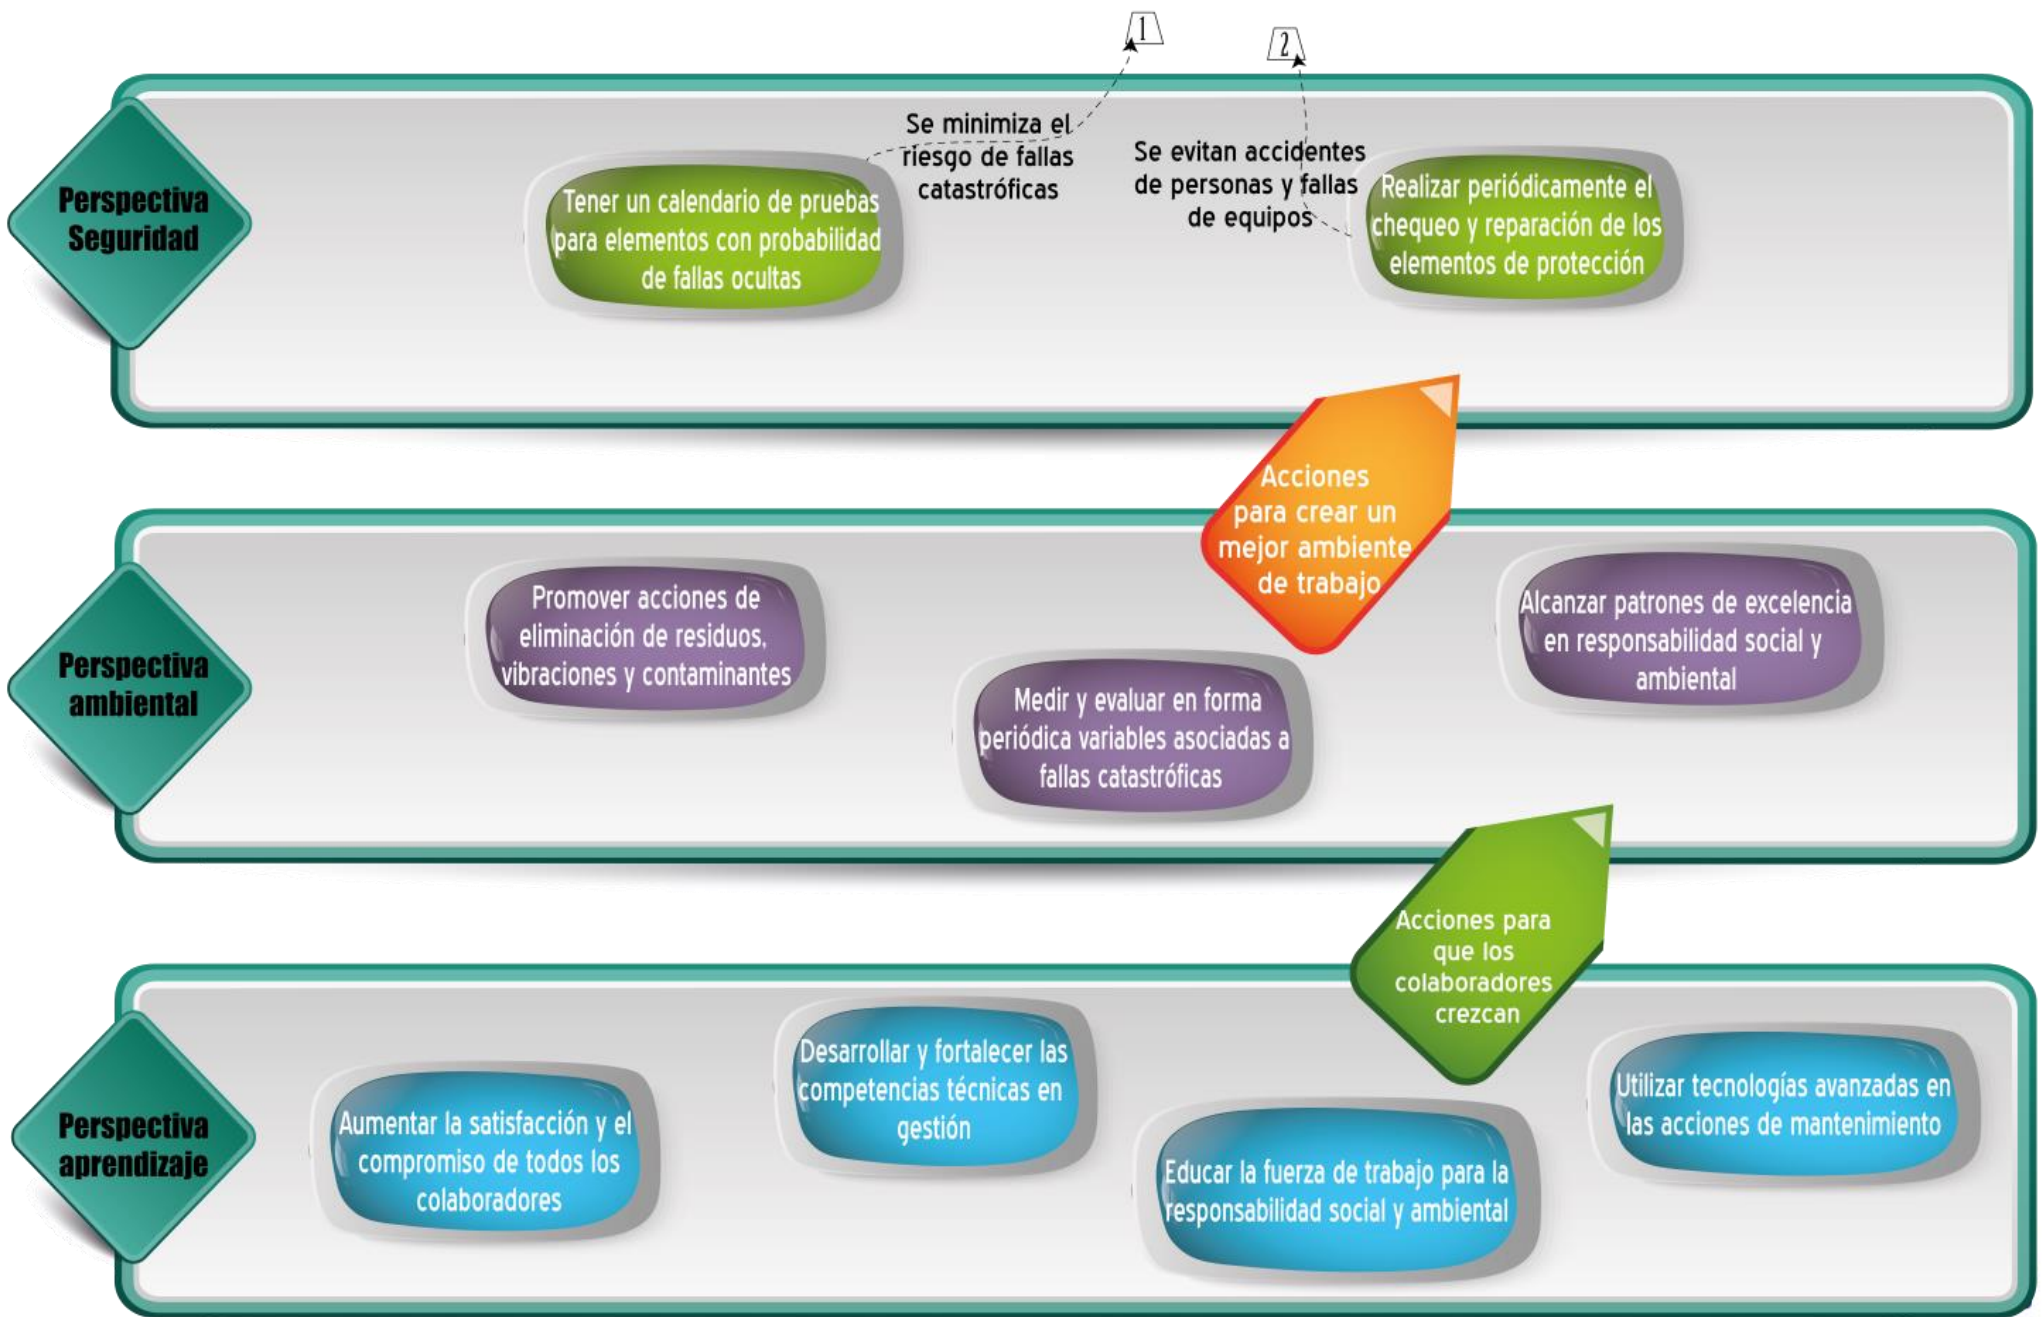 1
2
Perspectiva
Seguridad
Tener un calendario de pruebas
para elementos con probabilidad
de fallas ocultas
Se minimiza el
riesgo de fallas
catastróficas
Se evitan accidentes
de personas y fallas
de equipos
Realizar periódicamente el
chequeo y reparación de los
elementos de protección
Acciones
para crear un
mejor ambiente
de trabajo
Perspectiva
ambiental
Promover acciones de
eliminación de residuos,
vibraciones y contaminantes
Medir y evaluar en forma
periódica variables asociadas a
fallas catastróficas
Alcanzar patrones de excelencia
en responsabilidad social y
ambiental
Acciones para
que los
colaboradores
crezcan
Perspectiva
aprendizaje
Aumentar la satisfacción y el
compromiso de todos los
colaboradores
Desarrollar y fortalecer las
competencias técnicas en
gestión
Educar la fuerza de trabajo para la
responsabilidad social y ambiental
Utilizar tecnologías avanzadas en
las acciones de mantenimiento